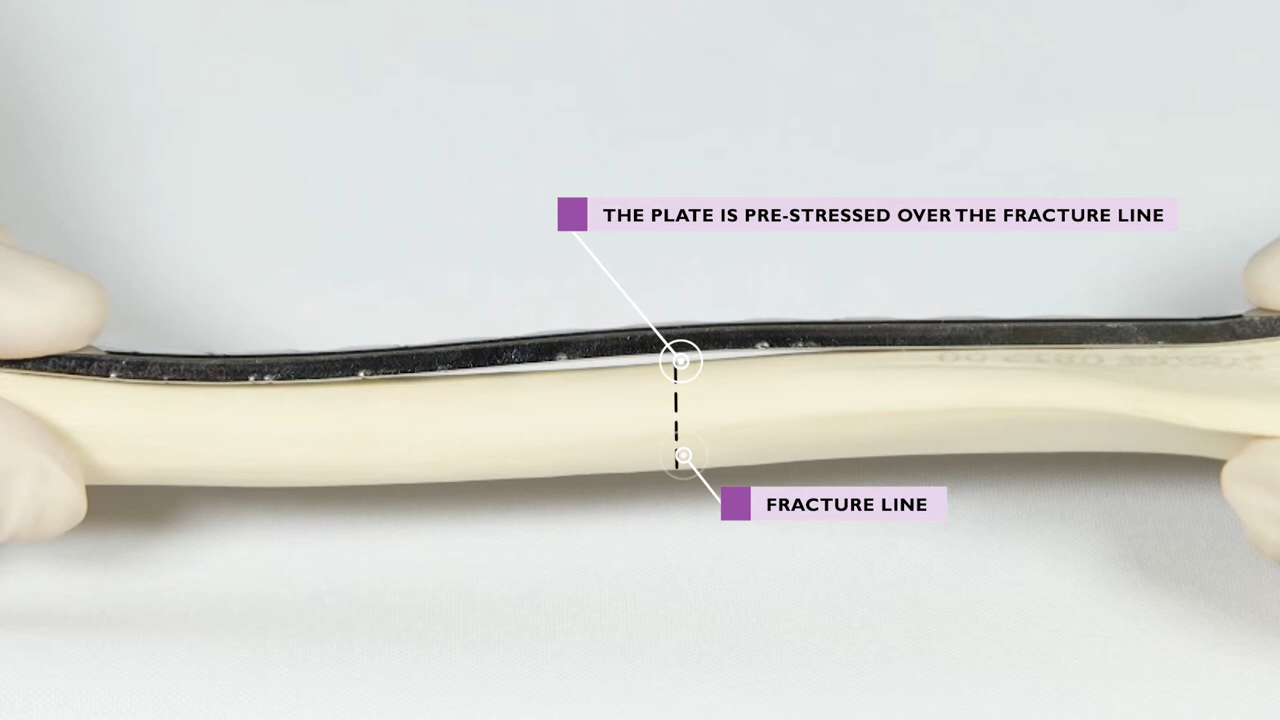 THE PLATE IS PRE-STRESSED OVER THE FRACTURE LINE
FRACTURE LINE